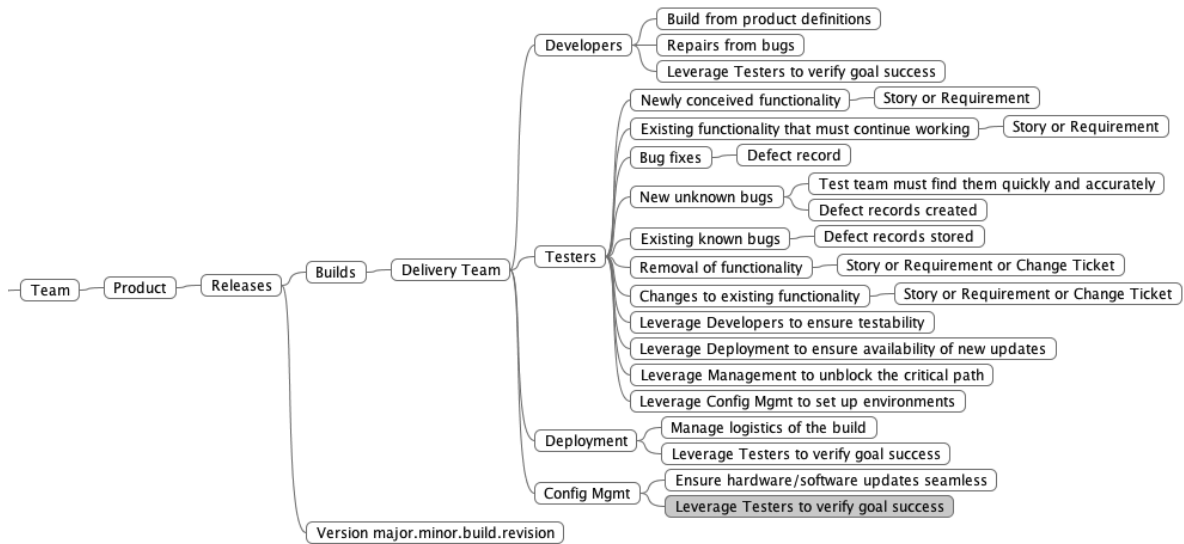 Team
Product
Releases
Builds
Delivery Team
Developers
Build from product definitions
Repairs from bugs
Leverage Testers to verify goal success
Testers
Newly conceived functionality
Story or Requirement
Existing functionality that must continue working
Story or Requirement
Bug fixes
Defect record
New unknown bugs
Test team must find them quickly and accurately
Defect records created
Existing known bugs
Defect records stored
Removal of functionality
Story or Requirement or Change Ticket
Changes to existing functionality
Story or Requirement or Change Ticket
Leverage Developers to ensure testability
Leverage Deployment to ensure availability of new updates
Leverage Management to unblock the critical path
Leverage Config Mgmt to set up environments
Deployment
Manage logistics of the build
Leverage Testers to verify goal success
Config Mgmt
Ensure hardware/software updates seamless
Leverage Testers to verify goal success
Version major.minor.build.revision